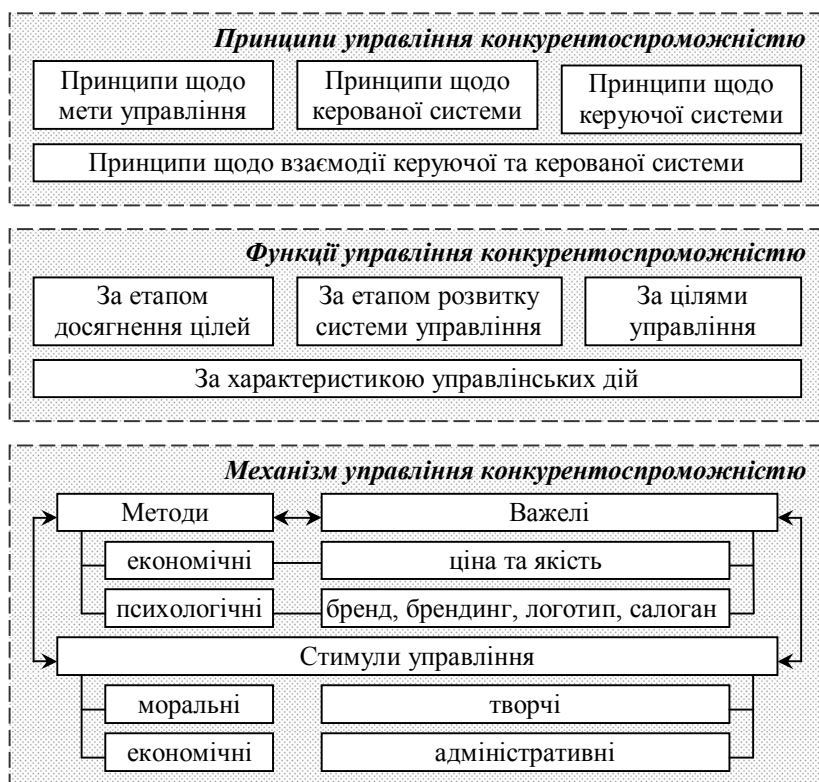 Принципи управління конкурентоспроможністю
Принципи щодо
мети управління
Принципи щодо
керованої системи
Принципи щодо
керуючої системи
Принципи щодо взаємодії керуючої та керованої системи
Функції управління конкурентоспроможністю
За етапом
досягнення цілей
За етапом розвитку
системи управління
За цілями
управління
За характеристикою управлінських дій
Механізм управління конкурентоспроможністю
Методи
Важелі
економічні
ціна та якість
психологічні
бренд, брендинг, логотип, салоган
Стимули управління
моральні
творчі
економічні
адміністративні